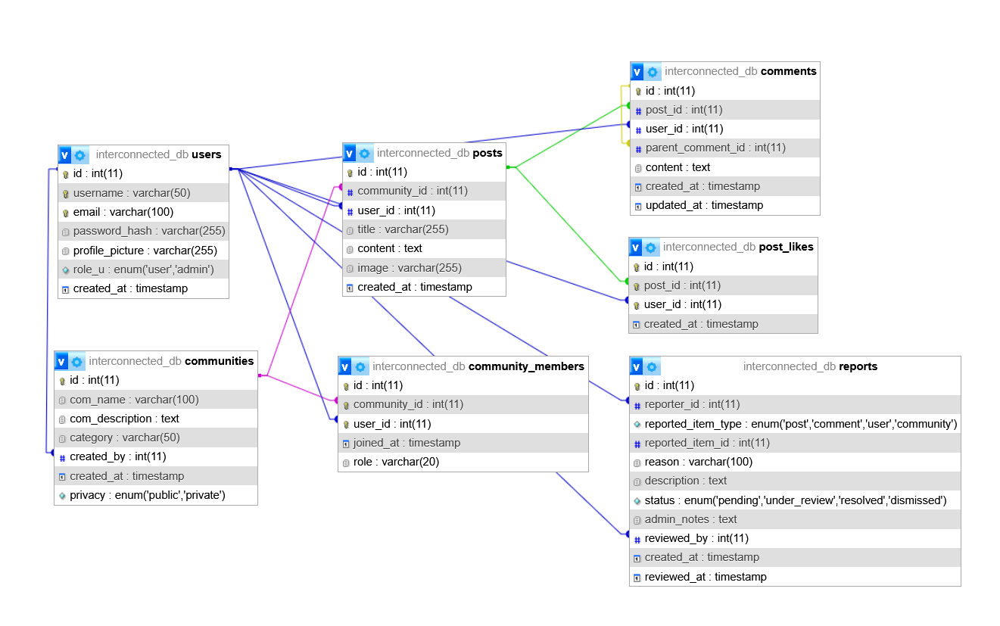 interconnected_db comments
id : int(11)
post_id : int(11)
user_id : int(11)
parent_comment_id : int(11)
content : text
created_at : timestamp
updated_at : timestamp
interconnected_db users
id : int(11)
username : varchar(50)
email : varchar(100)
password_hash : varchar(255)
profile_picture : varchar(255)
role_u : enum('user','admin')
created_at : timestamp
interconnected_db posts
id : int(11)
community_id : int(11)
user_id : int(11)
title : varchar(255)
content : text
image : varchar(255)
created_at : timestamp
interconnected_db post_likes
id : int(11)
post_id : int(11)
user_id : int(11)
created_at : timestamp
interconnected_db communities
id : int(11)
com_name : varchar(100)
com_description : text
category : varchar(50)
created_by : int(11)
created_at : timestamp
privacy : enum('public','private')
interconnected_db community_members
id : int(11)
community_id : int(11)
user_id : int(11)
joined_at : timestamp
role : varchar(20)
interconnected_db reports
id : int(11)
reporter_id : int(11)
reported_item_type : enum('post','comment','user','community')
reported_item_id : int(11)
reason : varchar(100)
description : text
status : enum('pending','under_review','resolved','dismissed')
admin_notes : text
reviewed_by : int(11)
created_at : timestamp
reviewed_at : timestamp